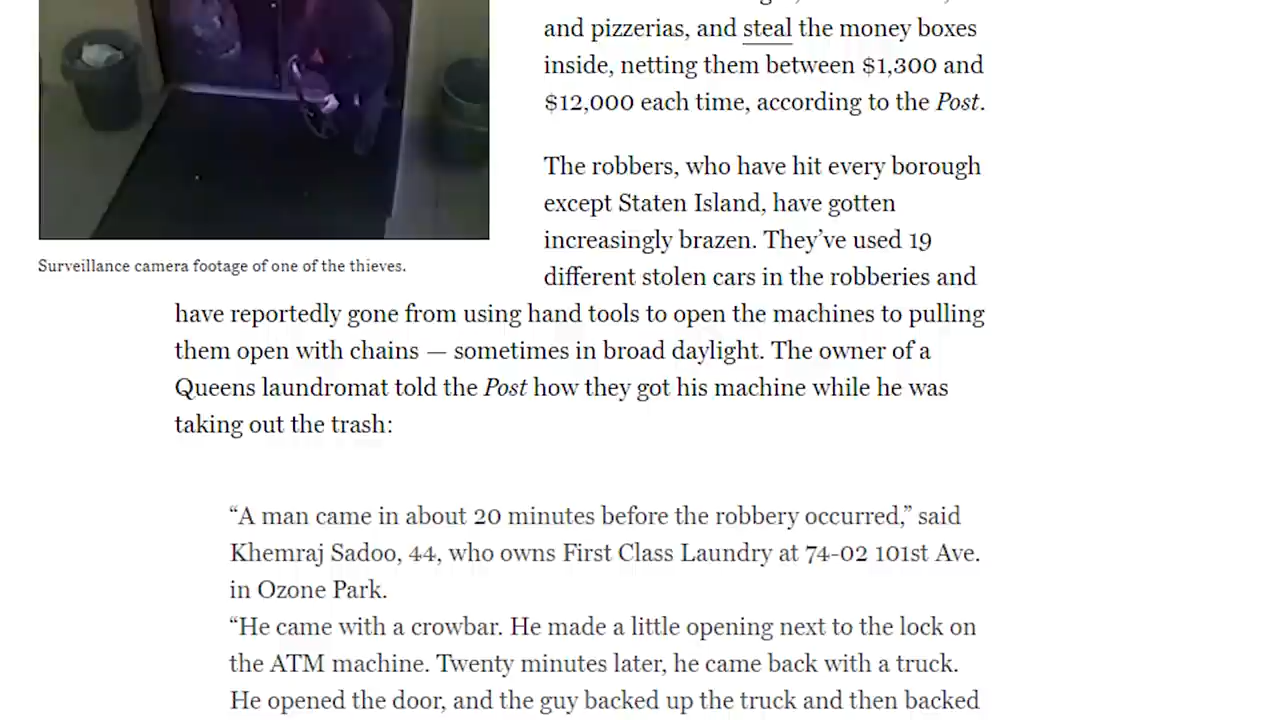 and pizzerias, and steal the money boxes
inside, netting them between $1,300 and
$12,000 each time, according to the Post.
The robbers, who have hit every borough
except Staten Island, have gotten
increasingly brazen. They’ve used 19
different stolen cars in the robberies and
Surveillance camera footage of one of the thieves.
have reportedly gone from using hand tools to open the machines to pulling
them open with chains — sometimes in broad daylight. The owner of a
Queens laundromat told the Post how they got his machine while he was
taking out the trash:
“A man came in about 20 minutes before the robbery occurred,” said
Khemraj Sadoo, 44, who owns First Class Laundry at 74-02 101st Ave.
in Ozone Park.
“He came with a crowbar. He made a little opening next to the lock on
the ATM machine. Twenty minutes later, he came back with a truck.
He opened the door, and the guy backed up the truck and then backed